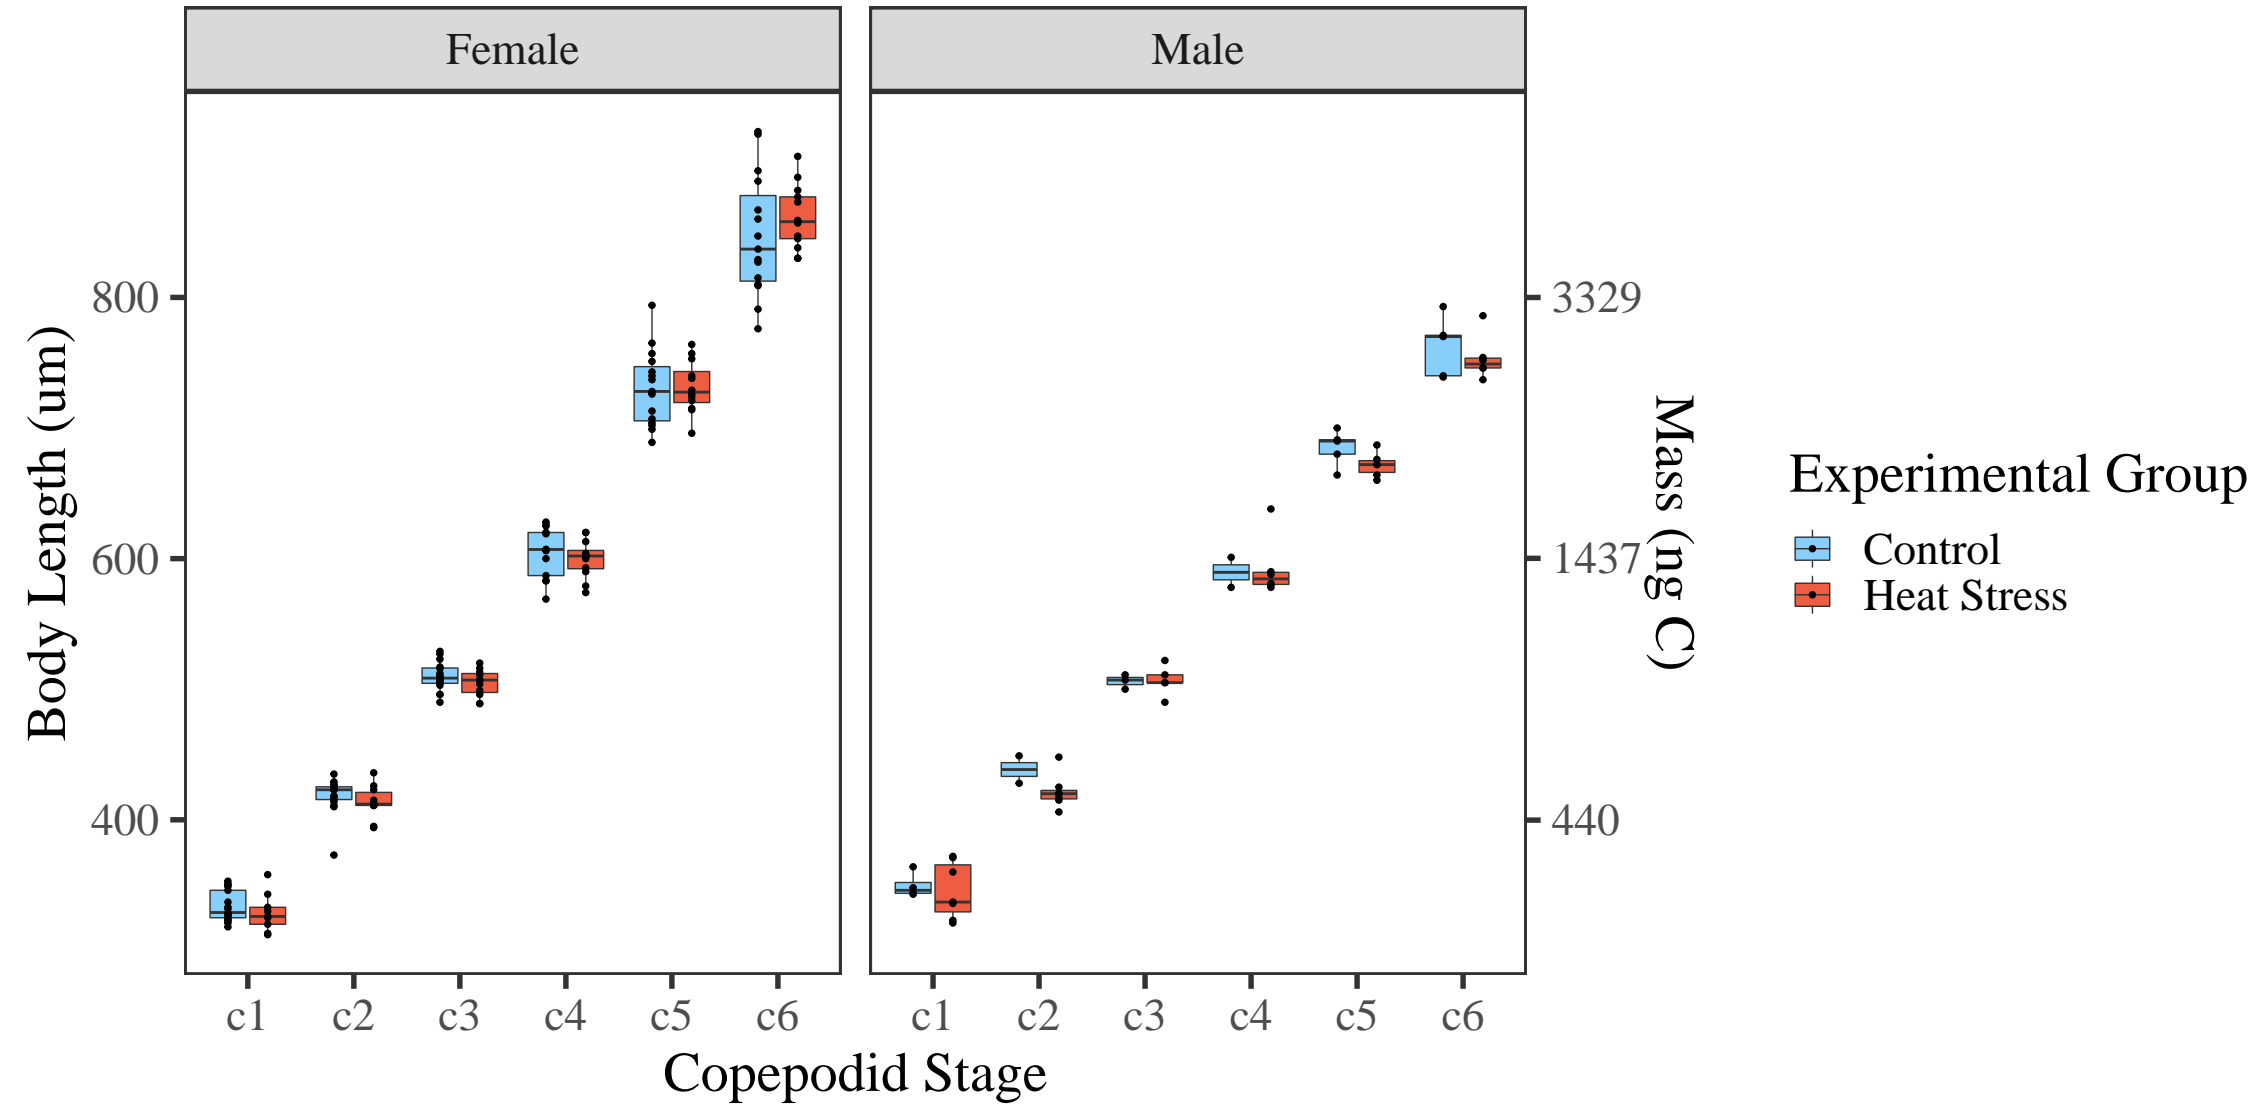 Female
Male
Body Length (um)
800
600
400
3329
1437
440
Mass (ng C)
c1 c2 c3 c4 c5 c6
c1 c2 c3 c4 c5 c6
Copepodid Stage
Experimental Group
Control
Heat Stress